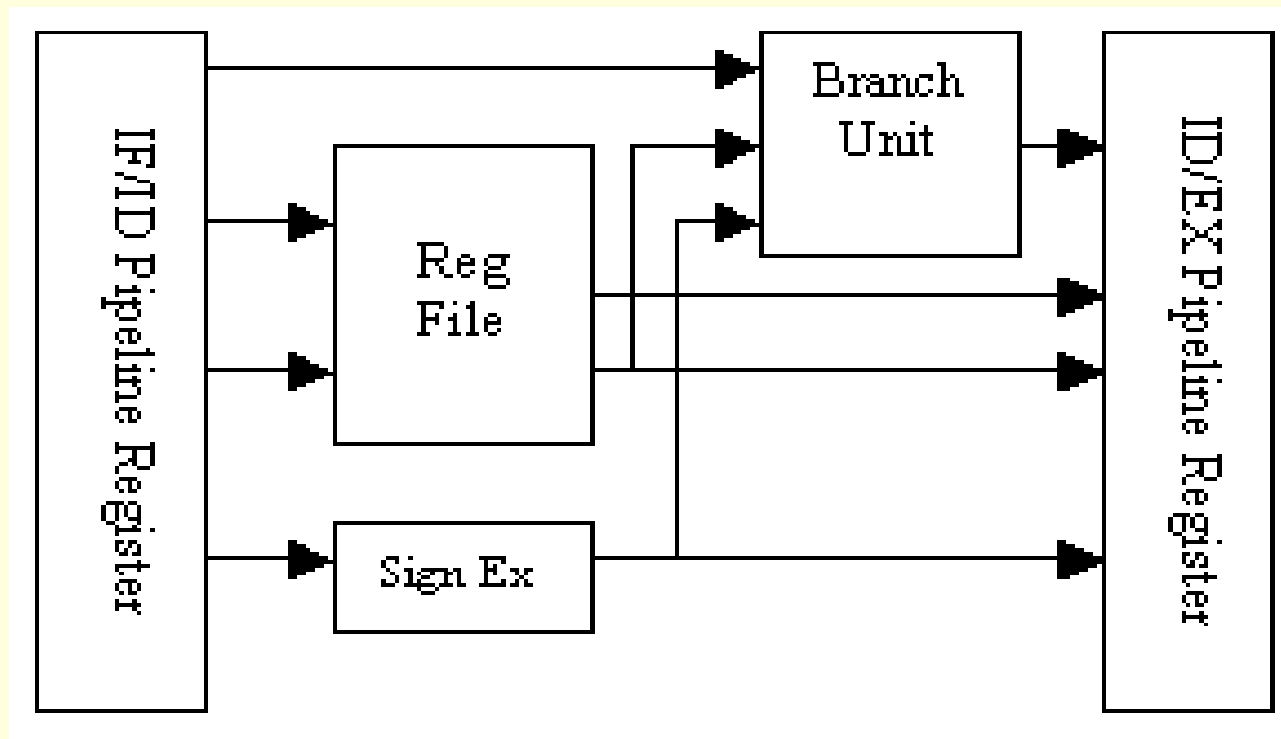 IF/ID Pipeline Register
Reg
File
Sign Ex
Branch
Unit
ID/EX Pipeline Register